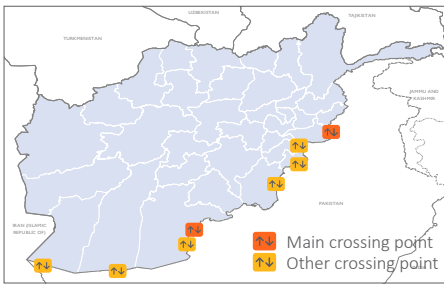 UZBEKISTAN
TAJIKISTAN
TURKMENISTAN
JAMMU AND
KASHMIR
PAKISTAN
IRAN (ISLAMIC
REPUBLIC OF)
Main crossing point
Other crossing point